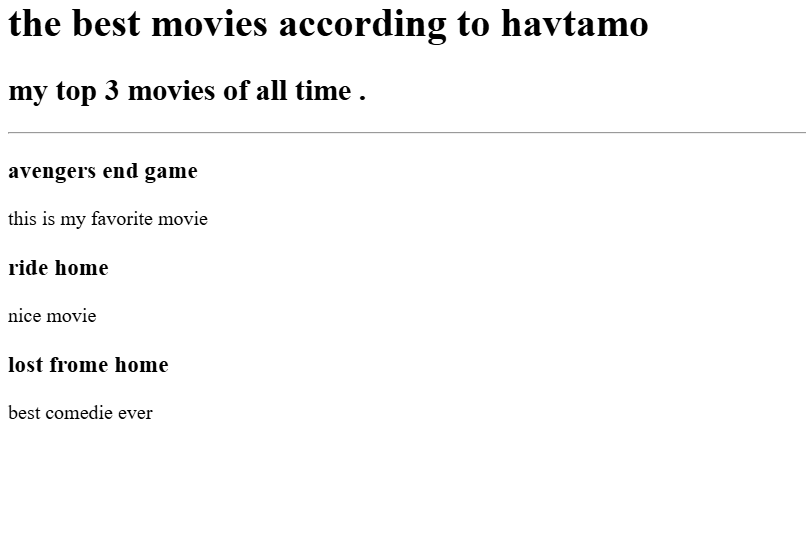 the best movies according to havtamo
my top 3 movies of all time .
avengers end game
this is my favorite movie
ride home
nice movie
lost frome home
best comedie ever